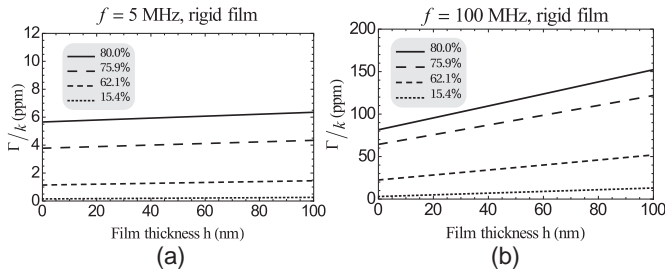 f = 5 MHz, rigid film
12
10
8
6
4
2
0
80.0%
75.9%
62.1%
15.4%
Γ/k (ppm)
0 20 40 60 80 100
Film thickness h (nm)
(a)
f = 100 MHz, rigid film
200
150
100
50
0
80.0%
75.9%
62.1%
15.4%
Γ/k (ppm)
0 20 40 60 80 100
Film thickness h (nm)
(b)